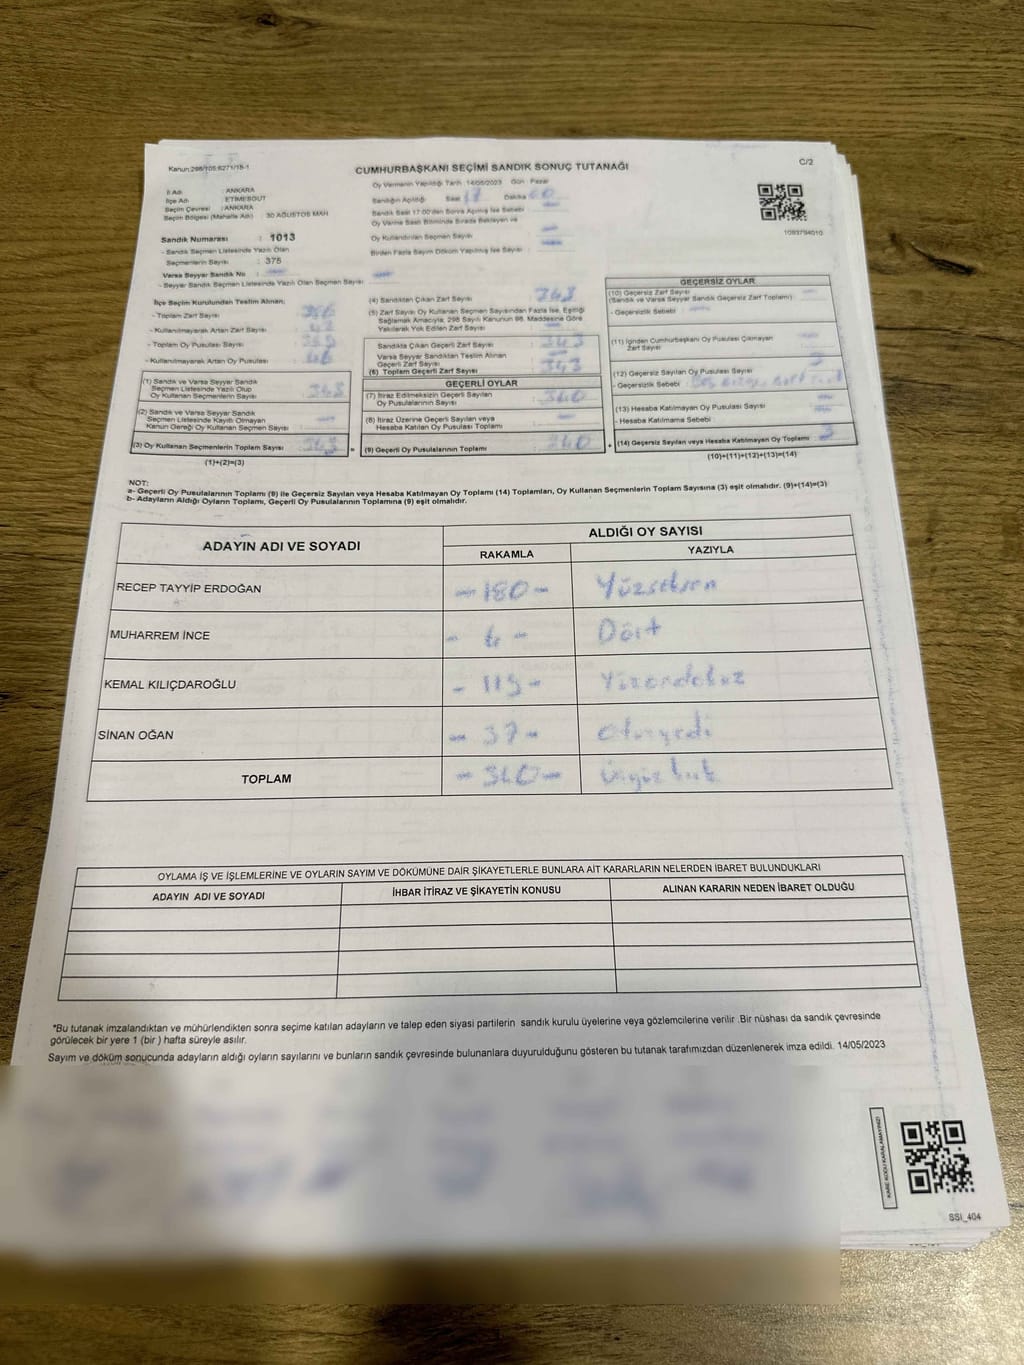 Kanun:298/105 6271/15-1
CUMHURBAŞKANI SEÇİMİ SANDIK SONUÇ TUTANAĞI
C/2
İl Adı : ANKARA
İlçe Adı : ETİMESGUT
Seçim Çevresi : ANKARA
Seçim Bölgesi (Mahalle Adı) : 30 AĞUSTOS MAH
Oy Vermenin Yapıldığı Tarih :14/05/2023 Gün : Pazar
Sandığın Açıldığı Saat 17 Dakika 00
Sandık Saat 17:00'den Sonra Açılmış İse Sebebi
Oy Verme Saati Bitiminde Sırada Bekleyen ve
Oy Kullandırılan Seçmen Sayısı
Birden Fazla Sayım Döküm Yapılmış İse Sayısı
1093794010
Sandık Numarası : 1013
- Sandık Seçmen Listesinde Yazılı Olan
Seçmenlerin Sayısı : 375
Varsa Seyyar Sandık No :
- Seyyar Sandık Seçmen Listesinde Yazılı Olan Seçmen Sayısı
İlçe Seçim Kurulundan Teslim Alınan;
- Toplam Zarf Sayısı
- Kullanılmayarak Artan Zarf Sayısı
- Toplam Oy Pusulası Sayısı
- Kullanılmayarak Artan Oy Pusulası
(1) Sandık ve Varsa Seyyar Sandık
Seçmen Listesinde Yazılı Olup
Oy Kullanan Seçmenlerin Sayısı 343
(2) Sandık ve Varsa Seyyar Sandık
Seçmen Listesinde Kayıtlı Olmayan
Kanun Gereği Oy Kullanan Seçmen Sayısı
(3) Oy Kullanan Seçmenlerin Toplam Sayısı 343
(1)+(2)=(3)
(4) Sandıktan Çıkan Zarf Sayısı 343
(5) Zarf Sayısı Oy Kullanan Seçmen Sayısından Fazla İse, Eşitliği
Sağlamak Amacıyla; 298 Sayılı Kanunun 98. Maddesine Göre
Yakılarak Yok Edilen Zarf Sayısı
Sandıkta Çıkan Geçerli Zarf Sayısı 343
Varsa Seyyar Sandıktan Teslim Alınan
Geçerli Zarf Sayısı
(6) Toplam Geçerli Zarf Sayısı 343
GEÇERLİ OYLAR
(7) İtiraz Edilmeksizin Geçerli Sayılan
Oy Pusulalarının Sayısı 340
(8) İtiraz Üzerine Geçerli Sayılan veya
Hesaba Katılan Oy Pusulası Toplamı
= (9) Geçerli Oy Pusulalarının Toplamı 340
GEÇERSİZ OYLAR
(10) Geçersiz Zarf Sayısı
(Sandık ve Varsa Seyyar Sandık Geçersiz Zarf Toplamı)
- Geçersizlik Sebebi
(11) İçinden Cumhurbaşkanı Oy Pusulası Çıkmayan
Zarf Sayısı
(12) Geçersiz Sayılan Oy Pusulası Sayısı 3
- Geçersizlik Sebebi
(13) Hesaba Katılmayan Oy Pusulası Sayısı
- Hesaba Katılmama Sebebi
+ (14) Geçersiz Sayılan veya Hesaba Katılmayan Oy Toplamı 3
(10)+(11)+(12)+(13)=(14)
NOT:
a- Geçerli Oy Pusulalarının Toplamı (9) ile Geçersiz Sayılan veya Hesaba Katılmayan Oy Toplamı (14) Toplamları, Oy Kullanan Seçmenlerin Toplam Sayısına (3) eşit olmalıdır. (9)+(14)=(3)
b- Adayların Aldığı Oyların Toplamı, Geçerli Oy Pusulalarının Toplamına (9) eşit olmalıdır.
ADAYIN ADI VE SOYADI
ALDIĞI OY SAYISI
RAKAMLA YAZIYLA
RECEP TAYYİP ERDOĞAN - 180 - Yüzseksen
MUHARREM İNCE - 4 - Dört
KEMAL KILIÇDAROĞLU - 119 - Yüzondokuz
SİNAN OĞAN - 37 - Otuzyedi
TOPLAM - 340 - Üçyüz kırk
OYLAMA İŞ VE İŞLEMLERİNE VE OYLARIN SAYIM VE DÖKÜMÜNE DAİR ŞİKAYETLERLE BUNLARA AİT KARARLARIN NELERDEN İBARET BULUNDUKLARI
ADAYIN ADI VE SOYADI İHBAR İTİRAZ VE ŞİKAYETİN KONUSU ALINAN KARARIN NEDEN İBARET OLDUĞU
*Bu tutanak imzalandıktan ve mühürlendikten sonra seçime katılan adayların ve talep eden siyasi partilerin sandık kurulu üyelerine veya gözlemcilerine verilir .Bir nüshası da sandık çevresinde
görülecek bir yere 1 (bir ) hafta süreyle asılır.
Sayım ve döküm sonucunda adayların aldığı oyların sayılarını ve bunların sandık çevresinde bulunanlara duyurulduğunu gösteren bu tutanak tarafımızdan düzenlenerek imza edildi. 14/05/2023
KARE KODU KARALAMAYINIZ!
SSI_404